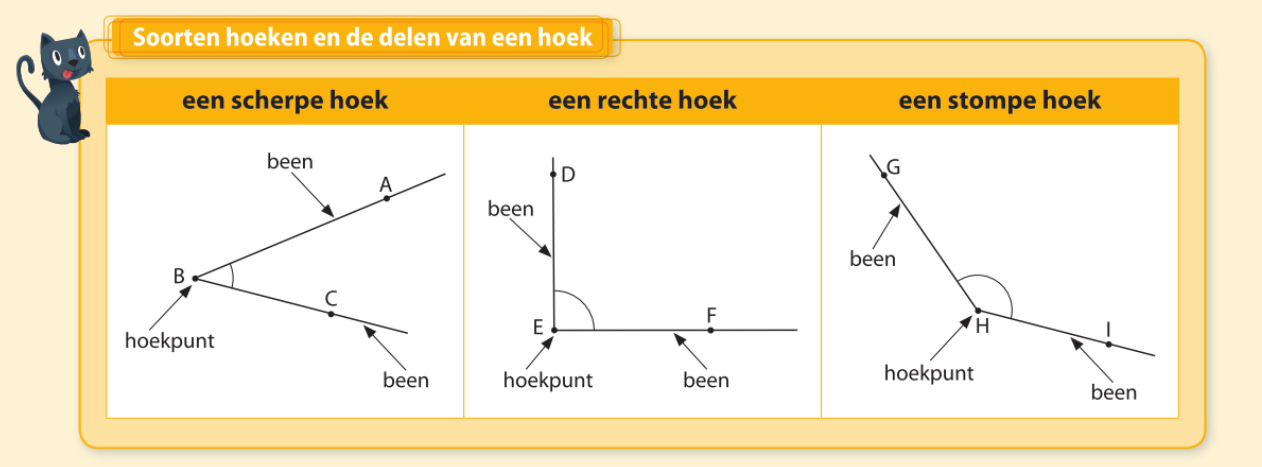 Soorten hoeken en de delen van een hoek
een scherpe hoek
een rechte hoek
een stompe hoek
been
A
B
C
hoekpunt
been
D
been
E
F
hoekpunt
been
G
been
H
I
hoekpunt
been